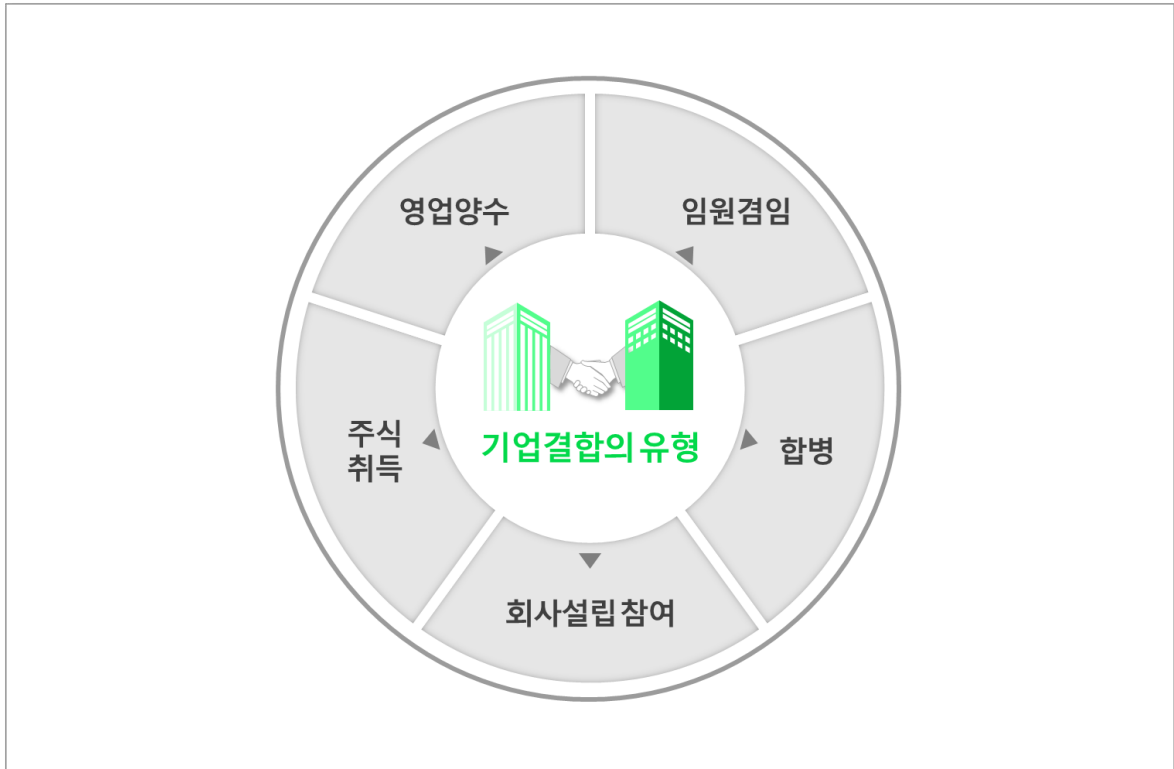 영업양수
임원겸임
기업결합의 유형
주식
취득
합병
회사설립 참여